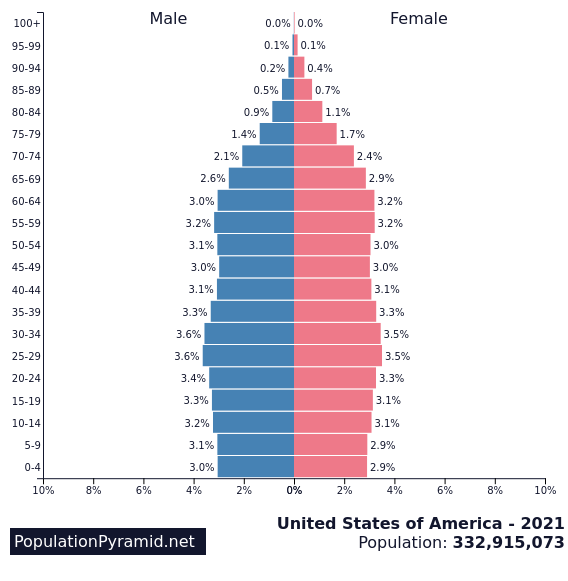 Male Female
100+ 0.0% 0.0%
95-99 0.1% 0.1%
90-94 0.2% 0.4%
85-89 0.5% 0.7%
80-84 0.9% 1.1%
75-79 1.4% 1.7%
70-74 2.1% 2.4%
65-69 2.6% 2.9%
60-64 3.0% 3.2%
55-59 3.2% 3.2%
50-54 3.1% 3.0%
45-49 3.0% 3.0%
40-44 3.1% 3.1%
35-39 3.3% 3.3%
30-34 3.6% 3.5%
25-29 3.6% 3.5%
20-24 3.4% 3.3%
15-19 3.3% 3.1%
10-14 3.2% 3.1%
5-9 3.1% 2.9%
0-4 3.0% 2.9%
10% 8% 6% 4% 2% 0% 2% 4% 6% 8% 10%
United States of America - 2021
PopulationPyramid.net
Population: 332,915,073